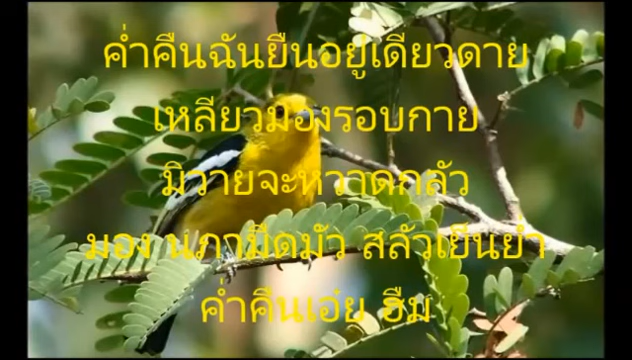 ค่ำคืนฉันยืนอยู่เดียวดาย
เหลียวมองรอบกาย
มิวายจะหวาดกลัว
มอง นภามืดมัว สลัวเย็นย่ำ
ค่ำคืนเอ๋ย ฮืม